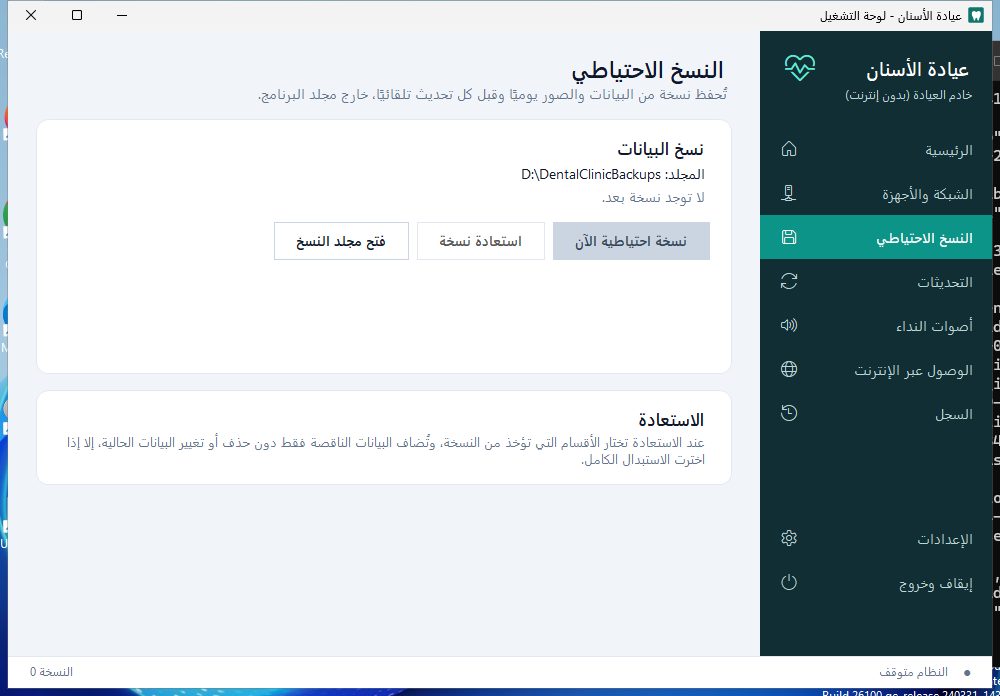 عيادة الأسنان - لوحة التشغيل
عيادة الأسنان
خادم العيادة (بدون إنترنت)
الرئيسية
الشبكة والأجهزة
النسخ الاحتياطي
التحديثات
أصوات النداء
الوصول عبر الإنترنت
السجل
الإعدادات
إيقاف وخروج
النسخ الاحتياطي
تُحفظ نسخة من البيانات والصور يوميًا وقبل كل تحديث تلقائيًا، خارج مجلد البرنامج.
نسخ البيانات
المجلد: D:\DentalClinicBackups
لا توجد نسخة بعد.
نسخة احتياطية الآن
استعادة نسخة
فتح مجلد النسخ
الاستعادة
عند الاستعادة تختار الأقسام التي تؤخذ من النسخة، وتُضاف البيانات الناقصة فقط دون حذف أو تغيير البيانات الحالية، إلا إذا
اخترت الاستبدال الكامل.
النظام متوقف
النسخة 0